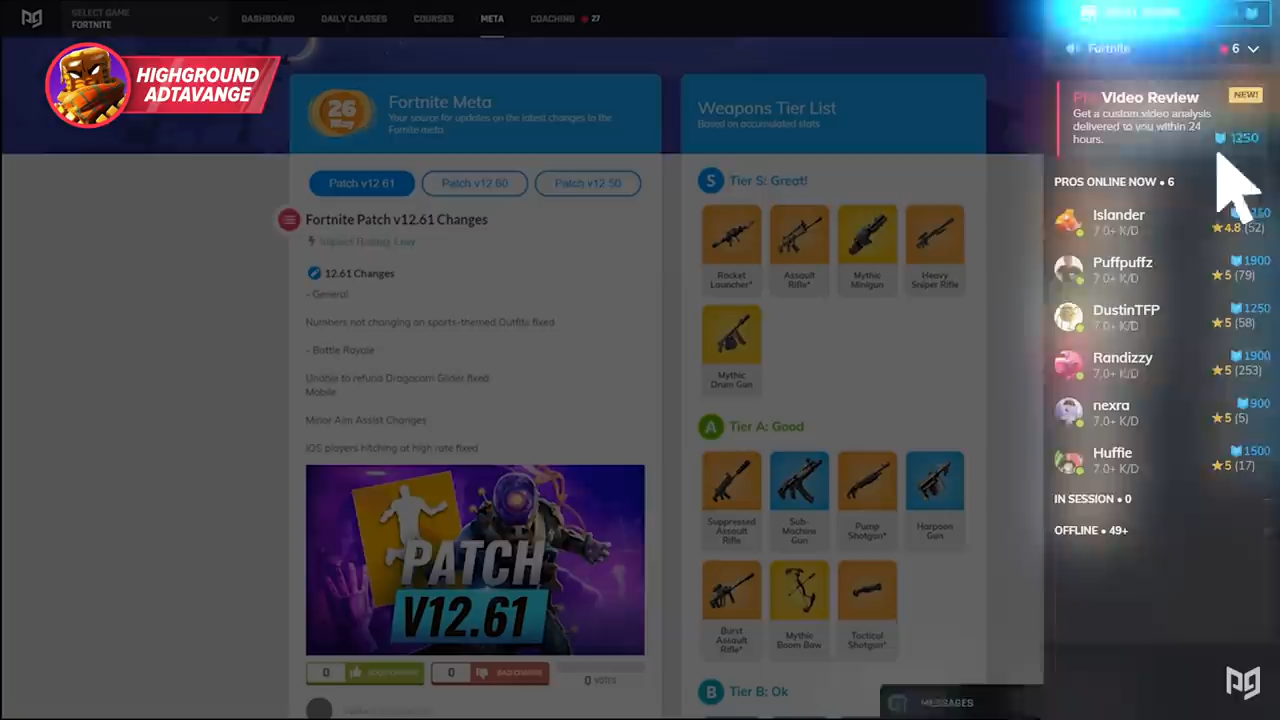 SELECT GAME
FORTNITE
DASHBOARD
DAILY CLASSES
COURSES
META
COACHING
27
HIGHGROUND
ADTAVANGE
26
May
Fortnite Meta
Your source for updates on the latest changes to the
Fornite meta.
Patch v12.61
Patch v12.60
Patch v12.50
Fortnite Patch v12.61 Changes
12.61 Changes
- General
Numbers not changing on sports-themed Outfits fixed
- Battle Royale
Unable to refund Dragacorn Glider fixed
Mobile
Minor Aim Assist Changes
iOS players hitching at high rate fixed
PATCH
V12.61
0
0
BAD CHANGE
0 VOTES
Weapons Tier List
Based on accumulated stats
S
Tier S: Great!
Rocket
Launcher*
Assault
Rifle*
Mythic
Minigun
Heavy
Sniper Rifle
Mythic
Drum Gun
A
Tier A: Good
Suppressed
Assault
Rifle
Sub-
Machine
Gun
Pump
Shotgun*
Harpoon
Gun
Burst
Assault
Rifle*
Mythic
Boom Bow
Tactical
Shotgun*
B
Tier B: Ok
MESSAGES
Fortnite
6
Pro Video Review
NEW!
Get a custom video analysis
delivered to you within 24
hours.
1250
PROS ONLINE NOW • 6
Islander
7.0+ K/D
4.8 (52)
Puffpuffz
1900
7.0+ K/D
5 (79)
DustinTFP
1250
7.0+ K/D
5 (58)
Randizzy
1900
7.0+ K/D
5 (253)
nexra
900
7.0+ K/D
5 (5)
Huffie
1500
7.0+ K/D
5 (17)
IN SESSION • 0
OFFLINE • 49+